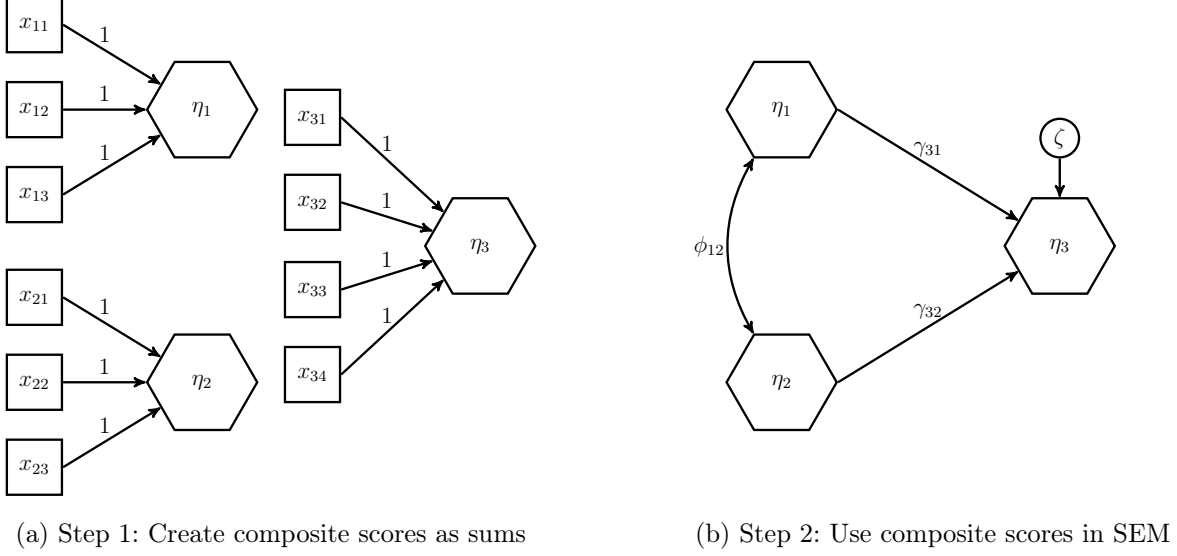 x₁₁
1
x₁₂
1
x₁₃
1
η₁
x₂₁
1
x₂₂
1
x₂₃
1
η₂
x₃₁
1
x₃₂
1
x₃₃
1
x₃₄
1
η₃
(a) Step 1: Create composite scores as sums
η₁
γ₃₁
ζ
η₃
ϕ₁₂
γ₃₂
η₂
(b) Step 2: Use composite scores in SEM